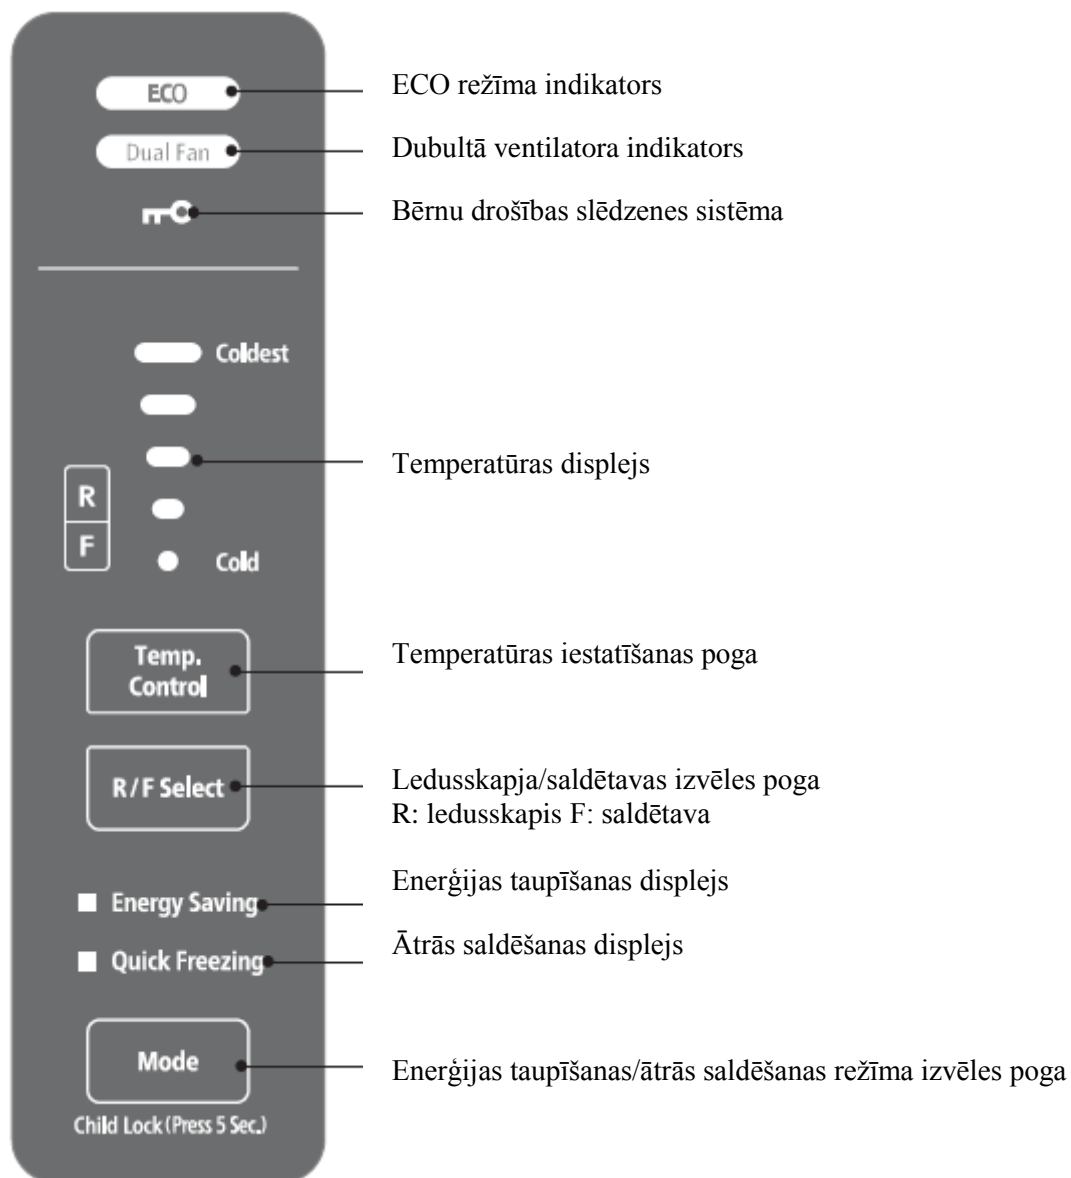 ECO
ECO režīma indikators
Dual Fan
Dubultā ventilatora indikators
Bērnu drošības slēdzenes sistēma
Coldest
Temperatūras displejs
R
F
Cold
Temp.
Control
Temperatūras iestatīšanas poga
R/F Select
Ledusskapja/saldētavas izvēles poga
R: ledusskapis F: saldētava
Energy Saving
Enerģijas taupīšanas displejs
Quick Freezing
Ātrās saldēšanas displejs
Mode
Enerģijas taupīšanas/ātrās saldēšanas režīma izvēles poga
Child Lock (Press 5 Sec.)